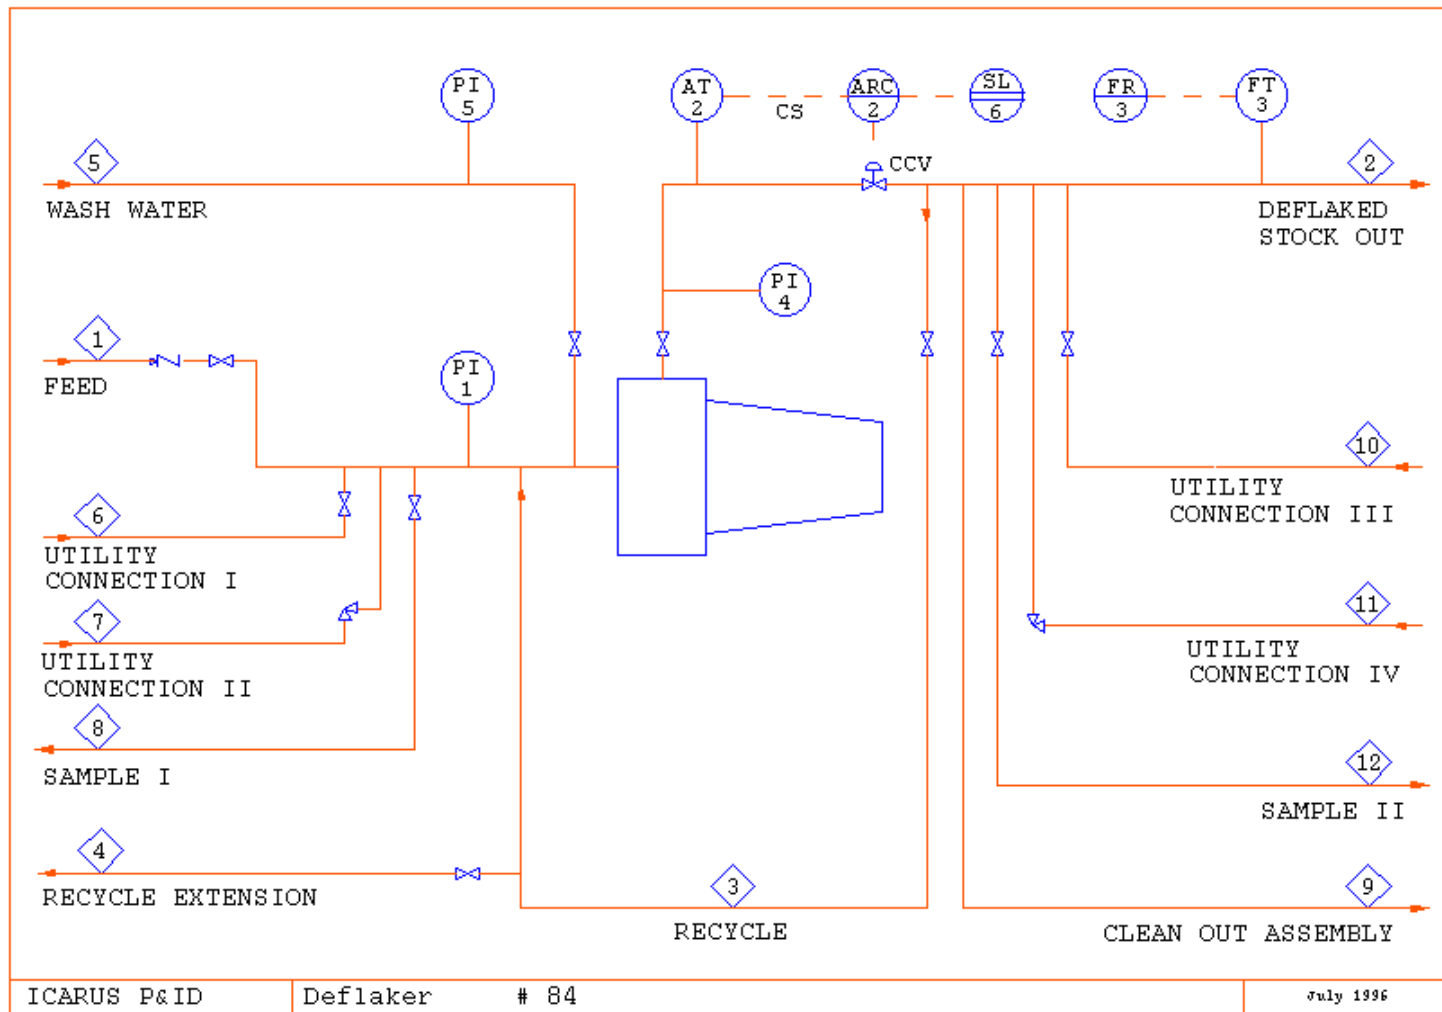 PI
5
AT
2
CS
ARC
2
SL
6
FR
3
FT
3
5
WASH WATER
CCV
2
DEFLAKED
STOCK OUT
PI
4
1
FEED
PI
1
10
UTILITY
CONNECTION III
6
UTILITY
CONNECTION I
7
UTILITY
CONNECTION II
11
UTILITY
CONNECTION IV
8
SAMPLE I
12
SAMPLE II
4
RECYCLE EXTENSION
3
RECYCLE
9
CLEAN OUT ASSEMBLY
ICARUS P&ID
Deflaker # 84
July 1996